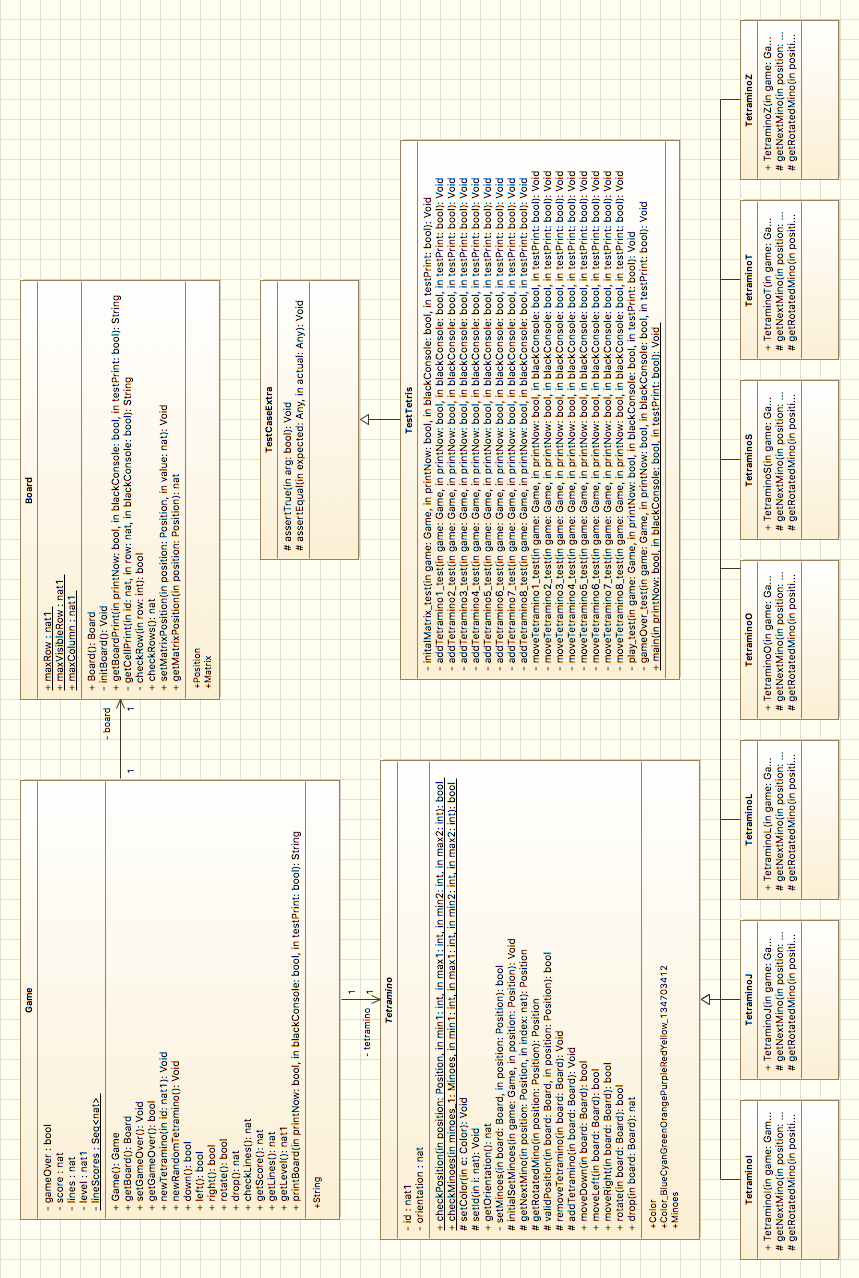 Game
- gameOver : bool
- score : nat
- lines : nat
- level : nat1
- lineScores : Seq<nat>
+ Game(): Game
+ getBoard(): Board
+ setGameOver(): Void
+ getGameOver(): bool
+ newTetramino(in id: nat1): Void
+ newRandomTetramino(): Void
+ down(): bool
+ left(): bool
+ right(): bool
+ rotate(): bool
+ drop(): nat
+ checkLines(): nat
+ getScore(): nat
+ getLines(): nat
+ getLevel(): nat1
+ printBoard(in printNow: bool, in blackConsole: bool, in testPrint: bool): String
+String
- board
1
1
Board
+ maxRow : nat1
+ maxVisibleRow : nat1
+ maxColumn : nat1
+ Board(): Board
- initBoard(): Void
+ getBoardPrint(in printNow: bool, in blackConsole: bool, in testPrint: bool): String
- getCellPrint(in id: nat, in row: nat, in blackConsole: bool): String
- checkRow(in row: int): bool
+ checkRows(): nat
+ setMatrixPosition(in position: Position, in value: nat): Void
+ getMatrixPosition(in position: Position): nat
+Position
+Matrix
TestCaseExtra
# assertTrue(in arg: bool): Void
# assertEqual(in expected: Any, in actual: Any): Void
- tetramino
1
1
Tetramino
- id : nat1
- orientation : nat
+ checkPosition(in position: Position, in min1: int, in max1: int, in min2: int, in max2: int): bool
+ checkMinoes(in minoes_1: Minoes, in min1: int, in max1: int, in min2: int, in max2: int): bool
# setColor(in c: Color): Void
# setId(in i: nat): Void
+ getOrientation(): nat
- setMinoes(in board: Board, in position: Position): bool
# initialSetMinoes(in game: Game, in position: Position): Void
# getNextMino(in position: Position, in index: nat): Position
# getRotatedMino(in position: Position): Position
# validPosition(in board: Board, in position: Position): bool
# removeTetramino(in board: Board): Void
# addTetramino(in board: Board): Void
+ moveDown(in board: Board): bool
+ moveLeft(in board: Board): bool
+ moveRight(in board: Board): bool
+ rotate(in board: Board): bool
+ drop(in board: Board): nat
+Color
+Color_BlueCyanGreenOrangePurpleRedYellow_134703412
+Minoes
TestTetris
- initalMatrix_test(in game: Game, in printNow: bool, in blackConsole: bool, in testPrint: bool): Void
- addTetramino1_test(in game: Game, in printNow: bool, in blackConsole: bool, in testPrint: bool): Void
- addTetramino2_test(in game: Game, in printNow: bool, in blackConsole: bool, in testPrint: bool): Void
- addTetramino3_test(in game: Game, in printNow: bool, in blackConsole: bool, in testPrint: bool): Void
- addTetramino4_test(in game: Game, in printNow: bool, in blackConsole: bool, in testPrint: bool): Void
- addTetramino5_test(in game: Game, in printNow: bool, in blackConsole: bool, in testPrint: bool): Void
- addTetramino6_test(in game: Game, in printNow: bool, in blackConsole: bool, in testPrint: bool): Void
- addTetramino7_test(in game: Game, in printNow: bool, in blackConsole: bool, in testPrint: bool): Void
- addTetramino8_test(in game: Game, in printNow: bool, in blackConsole: bool, in testPrint: bool): Void
- moveTetramino1_test(in game: Game, in printNow: bool, in blackConsole: bool, in testPrint: bool): Void
- moveTetramino2_test(in game: Game, in printNow: bool, in blackConsole: bool, in testPrint: bool): Void
- moveTetramino3_test(in game: Game, in printNow: bool, in blackConsole: bool, in testPrint: bool): Void
- moveTetramino4_test(in game: Game, in printNow: bool, in blackConsole: bool, in testPrint: bool): Void
- moveTetramino5_test(in game: Game, in printNow: bool, in blackConsole: bool, in testPrint: bool): Void
- moveTetramino6_test(in game: Game, in printNow: bool, in blackConsole: bool, in testPrint: bool): Void
- moveTetramino7_test(in game: Game, in printNow: bool, in blackConsole: bool, in testPrint: bool): Void
- moveTetramino8_test(in game: Game, in printNow: bool, in blackConsole: bool, in testPrint: bool): Void
- play_test(in game: Game, in printNow: bool, in blackConsole: bool, in testPrint: bool): Void
- gameOver_test(in game: Game, in printNow: bool, in blackConsole: bool, in testPrint: bool): Void
+ main(in printNow: bool, in blackConsole: bool, in testPrint: bool): Void
TetraminoI
+ Tetramino(in game: Gam...
# getNextMino(in position: ...
# getRotatedMino(in positi...
TetraminoJ
+ TetraminoJ(in game: Ga...
# getNextMino(in position: ...
# getRotatedMino(in positi...
TetraminoL
+ TetraminoL(in game: Ga...
# getNextMino(in position: ...
# getRotatedMino(in positi...
TetraminoO
+ TetraminoO(in game: Ga...
# getNextMino(in position: ...
# getRotatedMino(in positi...
TetraminoS
+ TetraminoS(in game: Ga...
# getNextMino(in position: ...
# getRotatedMino(in positi...
TetraminoT
+ TetraminoT(in game: Ga...
# getNextMino(in position: ...
# getRotatedMino(in positi...
TetraminoZ
+ TetraminoZ(in game: Ga...
# getNextMino(in position: ...
# getRotatedMino(in positi...